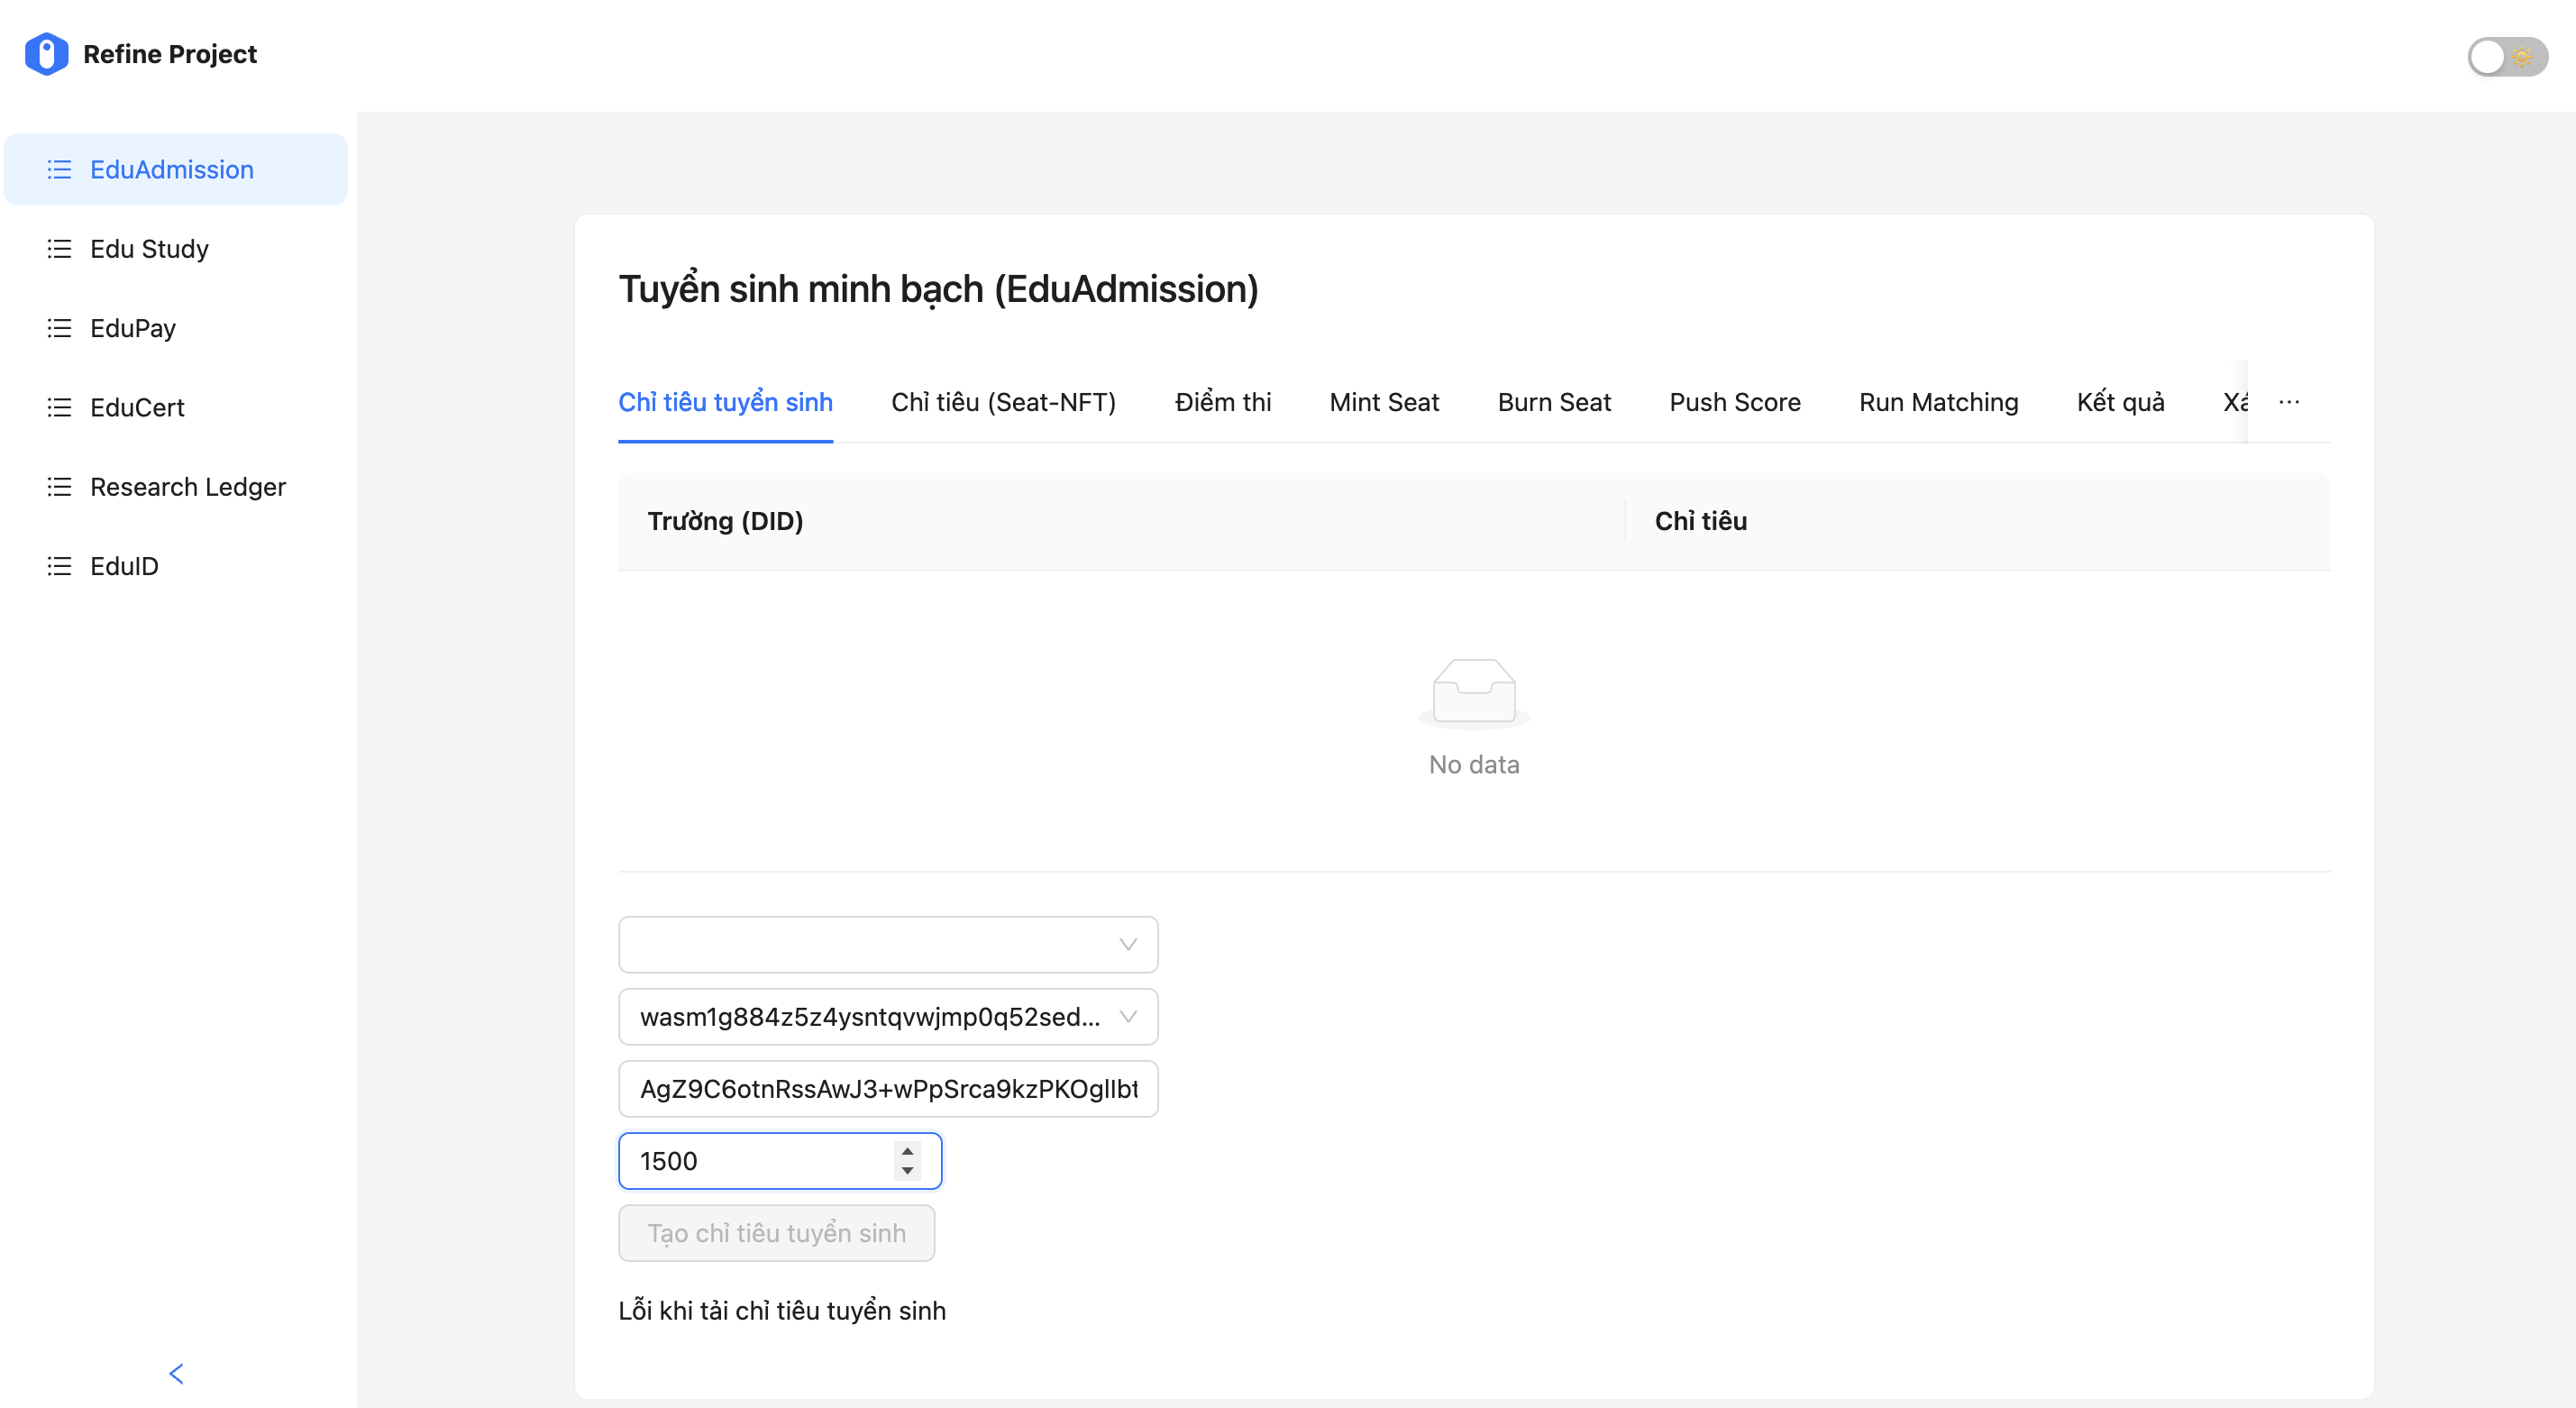 Refine Project
EduAdmission
Edu Study
EduPay
EduCert
Research Ledger
EduID
Tuyển sinh minh bạch (EduAdmission)
Chỉ tiêu tuyển sinh Chỉ tiêu (Seat-NFT) Điểm thi Mint Seat Burn Seat Push Score Run Matching Kết quả Xá ...
Trường (DID) Chỉ tiêu
No data
wasm1g884z5z4ysntqvwjmp0q52sed...
AgZ9C6otnRssAwJ3+wPpSrca9kzPKOglIbt
1500
Tạo chỉ tiêu tuyển sinh
Lỗi khi tải chỉ tiêu tuyển sinh